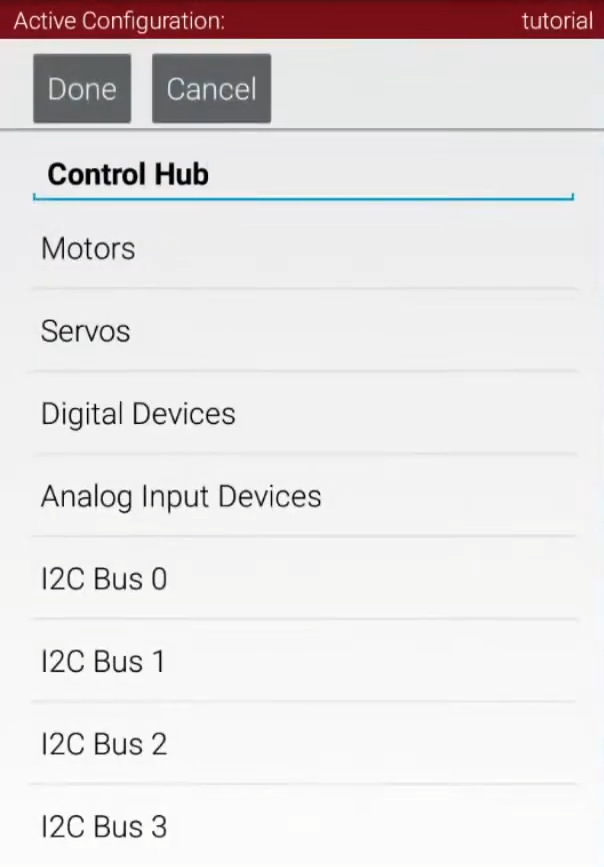 Active Configuration: tutorial
Done Cancel
Control Hub
Motors
Servos
Digital Devices
Analog Input Devices
I2C Bus 0
I2C Bus 1
I2C Bus 2
I2C Bus 3